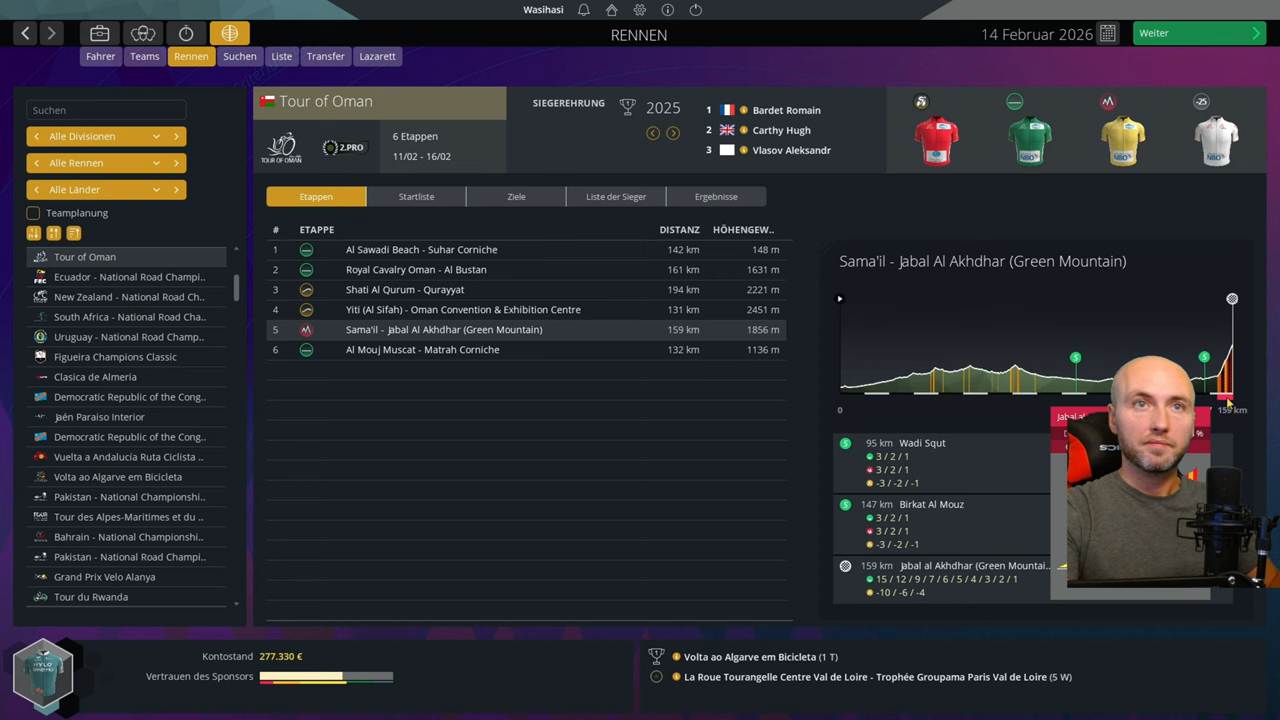 Wasihasi
RENNEN
14 Februar 2026
Weiter
Fahrer
Teams
Rennen
Suchen
Liste
Transfer
Lazarett
Suchen
Alle Divisionen
Alle Rennen
Alle Länder
Teamplanung
Tour of Oman
Ecuador - National Road Champi..
New Zealand - National Road Ch..
South Africa - National Road Cha..
Uruguay - National Road Champ..
Figueira Champions Classic
Clasica de Almeria
Democratic Republic of the Cong..
Jaén Paraiso Interior
Democratic Republic of the Cong..
Vuelta a Andalucía Ruta Ciclista ..
Volta ao Algarve em Bicicleta
Pakistan - National Championshi..
Tour des Alpes-Maritimes et du ..
Bahrain - National Championshi..
Pakistan - National Road Champi..
Grand Prix Velo Alanya
Tour du Rwanda
Tour of Oman
TOUR OF OMAN
2.PRO
6 Etappen
11/02 - 16/02
SIEGEREHRUNG
2025
1 Bardet Romain
2 Carthy Hugh
3 Vlasov Aleksandr
-25
Etappen
Startliste
Ziele
Liste der Sieger
Ergebnisse
# ETAPPE DISTANZ HÖHENGEW..
1 Al Sawadi Beach - Suhar Corniche 142 km 148 m
2 Royal Cavalry Oman - Al Bustan 161 km 1631 m
3 Shati Al Qurum - Qurayyat 194 km 2221 m
4 Yiti (Al Sifah) - Oman Convention & Exhibition Centre 131 km 2451 m
5 Sama'il - Jabal Al Akhdhar (Green Mountain) 159 km 1856 m
6 Al Mouj Muscat - Matrah Corniche 132 km 1136 m
Sama'il - Jabal Al Akhdhar (Green Mountain)
S
S
0
159 km
S 95 km Wadi Squt
3 / 2 / 1
3 / 2 / 1
-3 / -2 / -1
S 147 km Birkat Al Mouz
3 / 2 / 1
3 / 2 / 1
-3 / -2 / -1
159 km Jabal al Akhdhar (Green Mountai..
15 / 12 / 9 / 7 / 6 / 5 / 4 / 3 / 2 / 1
-10 / -6 / -4
Kontostand 277.330 €
Vertrauen des Sponsors
Volta ao Algarve em Bicicleta (1 T)
La Roue Tourangelle Centre Val de Loire - Trophée Groupama Paris Val de Loire (5 W)